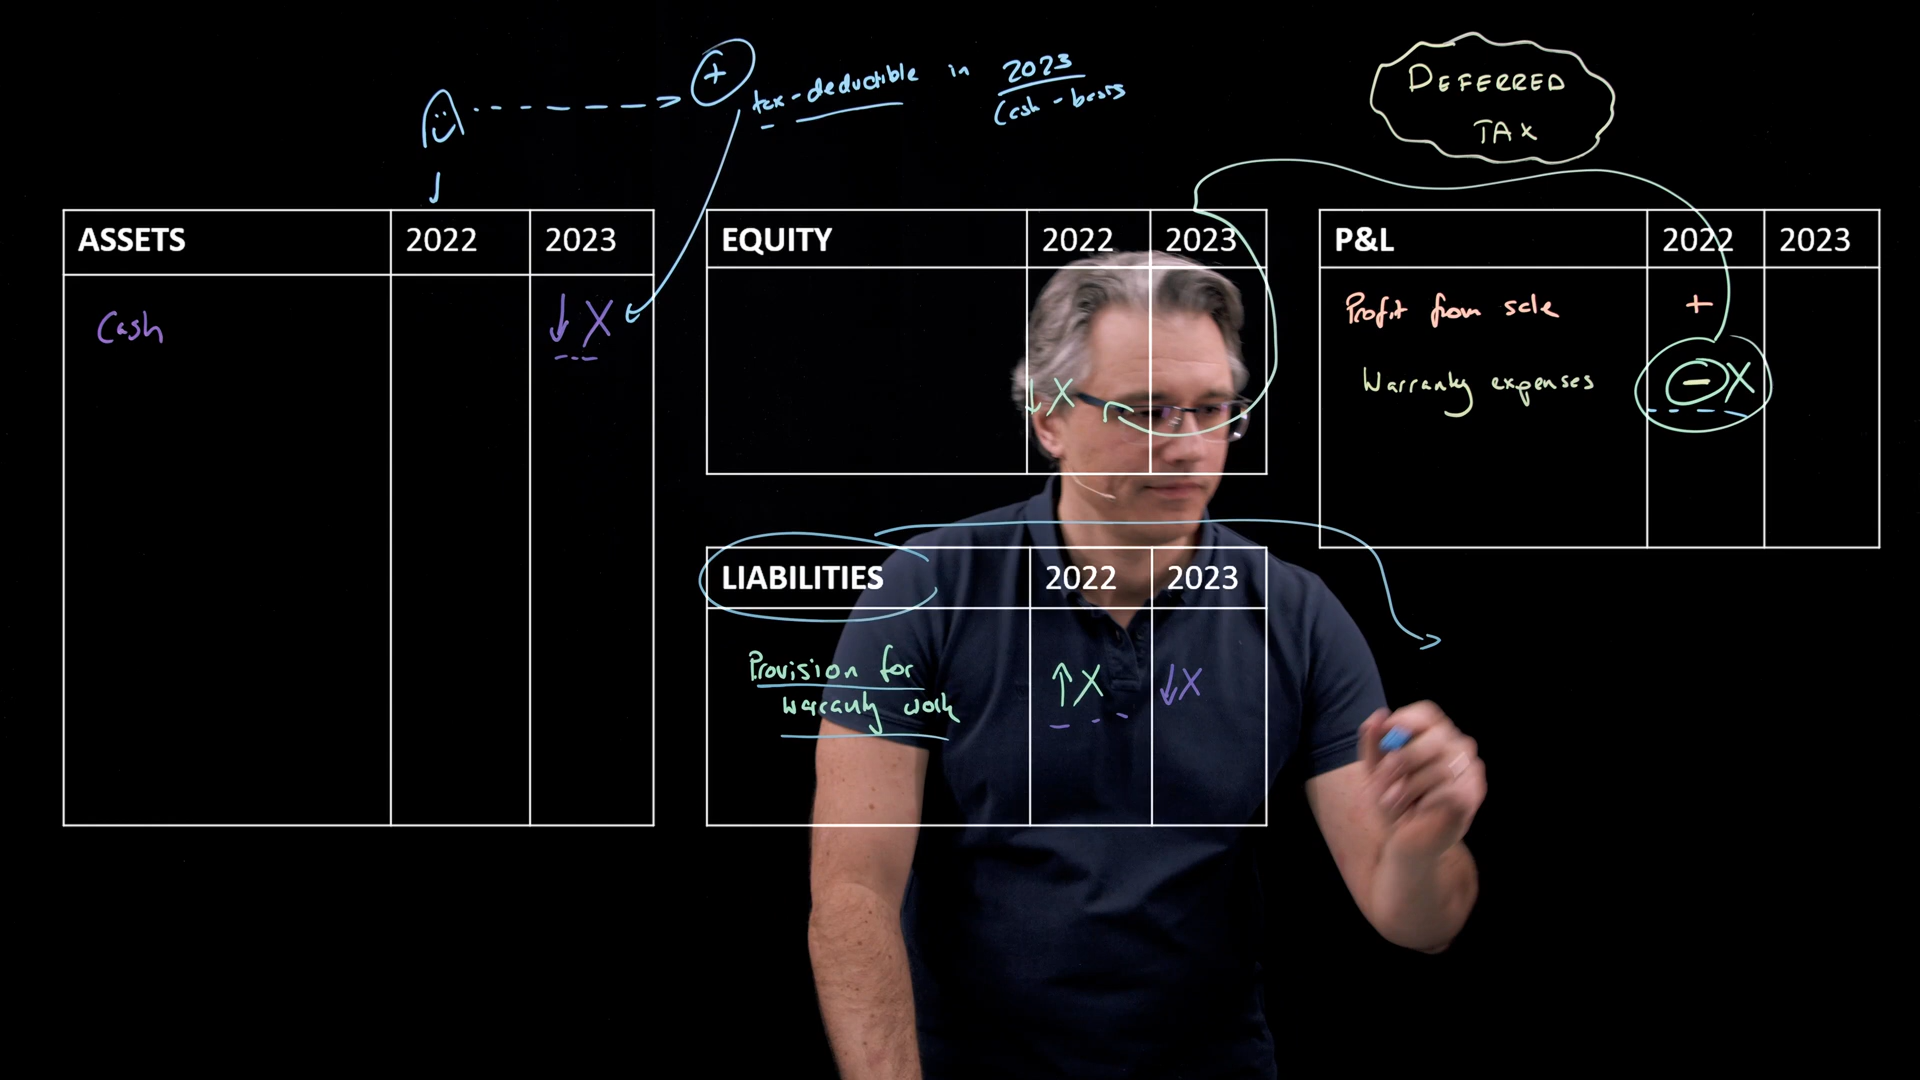 +
tax-deductible in 2023
Cash-basis
DEFERRED
TAX
ASSETS 2022 2023
Cash ↓ X
EQUITY 2022 2023
↓ X
LIABILITIES 2022 2023
Provision for
warranty work ↑ X ↓ X
P&L 2022 2023
Profit from sale +
Warranty expenses - X